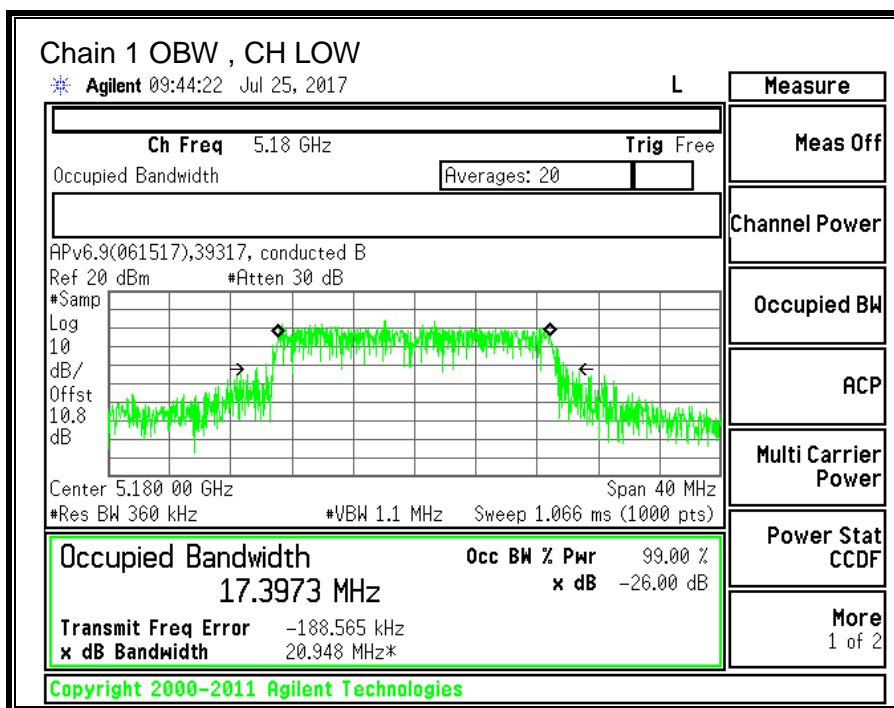 Chain 1 OBW , CH LOW
Agilent 09:44:22 Jul 25, 2017 L
Measure
Ch Freq 5.18 GHz Trig Free
Occupied Bandwidth Averages: 20
APv6.9(061517),39317, conducted B
Ref 20 dBm #Atten 30 dB
#Samp
Log
10
dB/
Offst
10.8
dB
Center 5.180 00 GHz Span 40 MHz
#Res BW 360 kHz #VBW 1.1 MHz Sweep 1.066 ms (1000 pts)
Occupied Bandwidth Occ BW % Pwr 99.00 %
17.3973 MHz x dB -26.00 dB
Transmit Freq Error -188.565 kHz
x dB Bandwidth 20.948 MHz*
Meas Off
Channel Power
Occupied BW
ACP
Multi Carrier
Power
Power Stat
CCDF
More
1 of 2
Copyright 2000-2011 Agilent Technologies